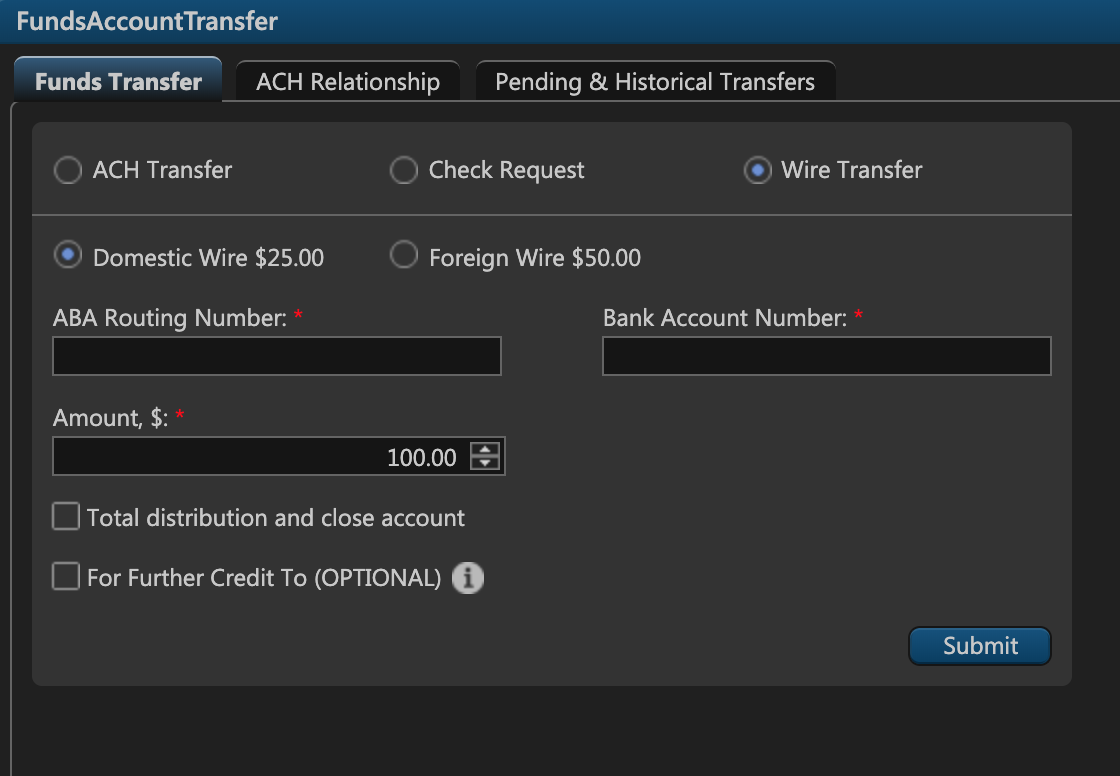 FundsAccountTransfer
Funds Transfer ACH Relationship Pending & Historical Transfers
ACH Transfer Check Request Wire Transfer
Domestic Wire $25.00 Foreign Wire $50.00
ABA Routing Number: * Bank Account Number: *
Amount, $: *
100.00
Total distribution and close account
For Further Credit To (OPTIONAL) i
Submit